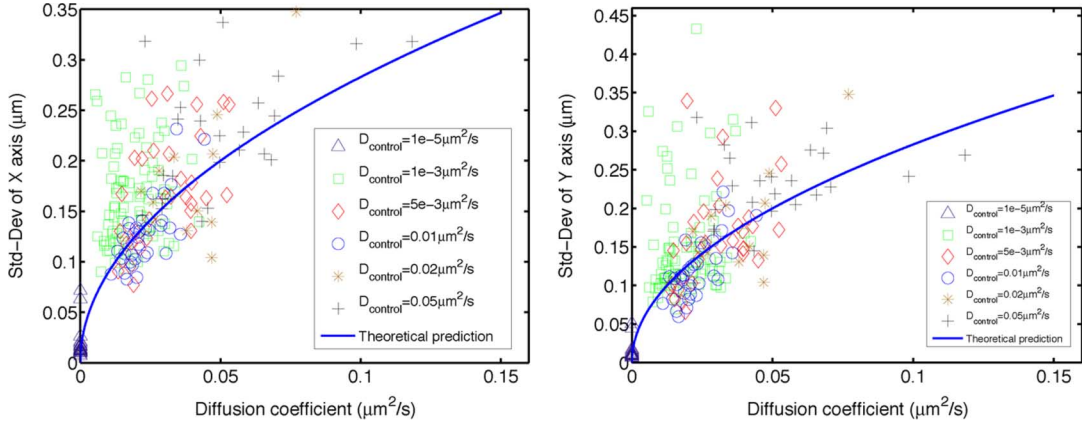 0.35
0.3
0.25
0.2
0.15
0.1
0.05
0
Std-Dev of X axis (μm)
0 0.05 0.1 0.15
Diffusion coefficient (μm²/s)
D_control=1e-5μm²/s
D_control=1e-3μm²/s
D_control=5e-3μm²/s
D_control=0.01μm²/s
D_control=0.02μm²/s
D_control=0.05μm²/s
Theoretical prediction
0.45
0.35
0.25
0.2
0.15
0.1
0.05
0
Std-Dev of Y axis (μm)
0 0.05 0.1 0.15
Diffusion coefficient (μm²/s)
D_control=1e-5μm²/s
D_control=1e-3μm²/s
D_control=5e-3μm²/s
D_control=0.01μm²/s
D_control=0.02μm²/s
D_control=0.05μm²/s
Theoretical prediction